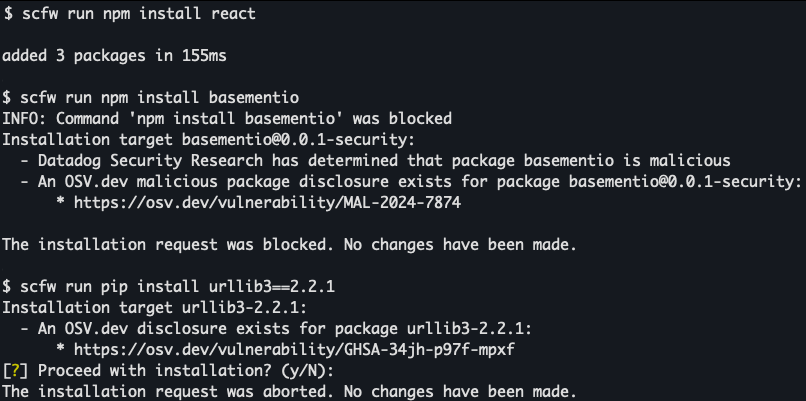 $ scfw run npm install react
added 3 packages in 155ms
$ scfw run npm install basementio
INFO: Command 'npm install basementio' was blocked
Installation target basementio@0.0.1-security:
  - Datadog Security Research has determined that package basementio is malicious
  - An OSV.dev malicious package disclosure exists for package basementio@0.0.1-security:
      * https://osv.dev/vulnerability/MAL-2024-7874
The installation request was blocked. No changes have been made.
$ scfw run pip install urllib3==2.2.1
Installation target urllib3-2.2.1:
  - An OSV.dev disclosure exists for package urllib3-2.2.1:
      * https://osv.dev/vulnerability/GHSA-34jh-p97f-mpxf
[?] Proceed with installation? (y/N):
The installation request was aborted. No changes have been made.